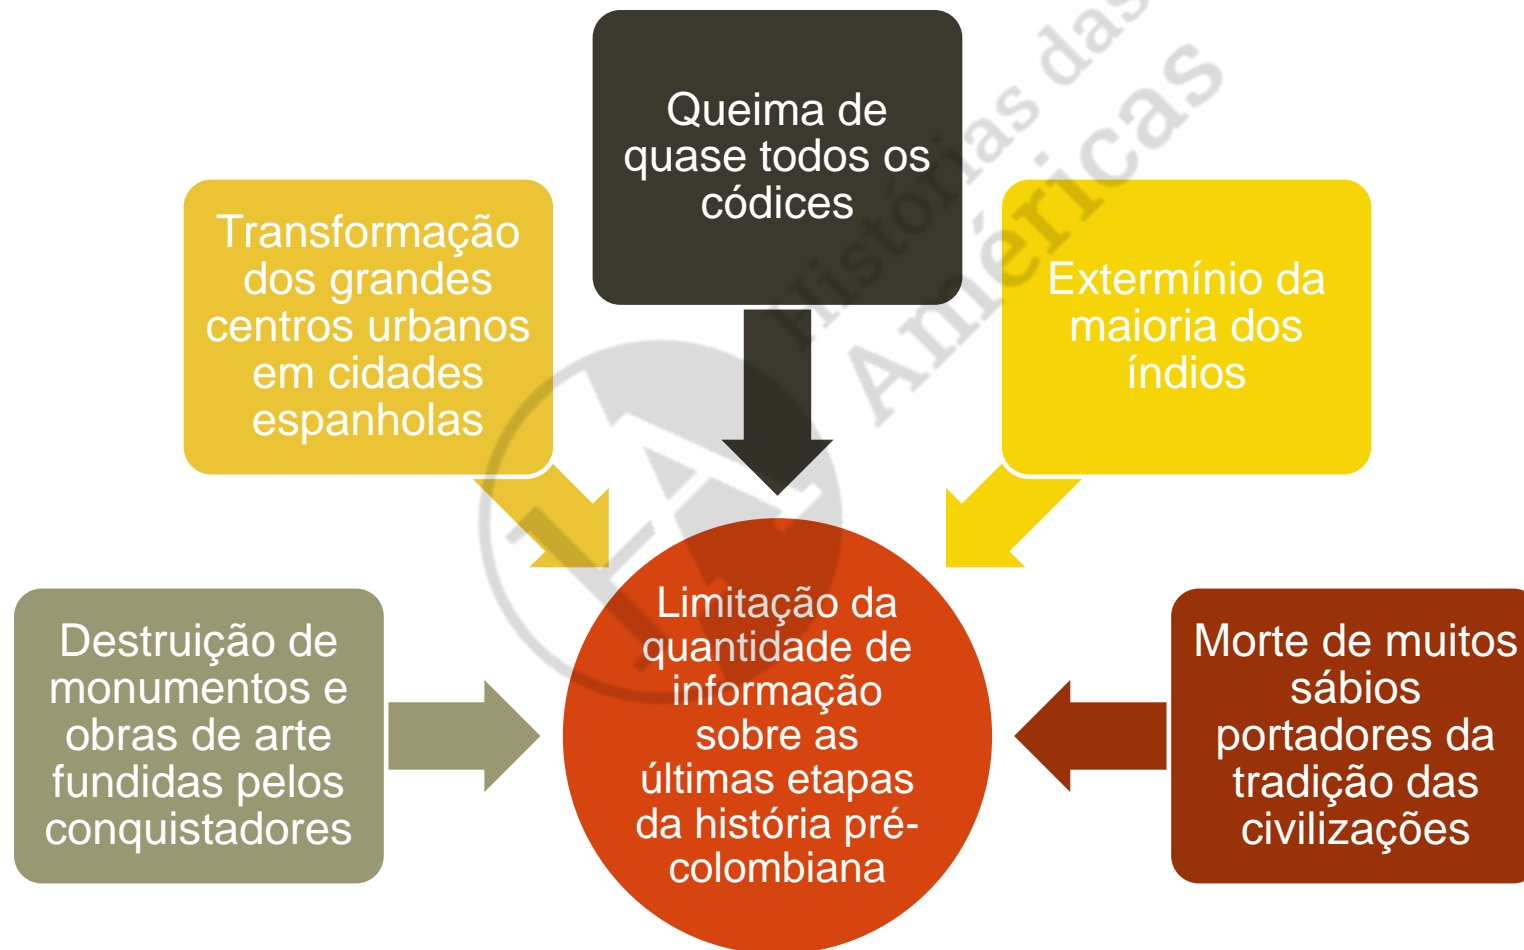 Histórias das
Américas
Queima de
quase todos os
códices
Transformação
dos grandes
centros urbanos
em cidades
espanholas
Extermínio da
maioria dos
índios
Destruição de
monumentos e
obras de arte
fundidas pelos
conquistadores
Limitação da
quantidade de
informação
sobre as
últimas etapas
da história pré-
colombiana
Morte de muitos
sábios
portadores da
tradição das
civilizações